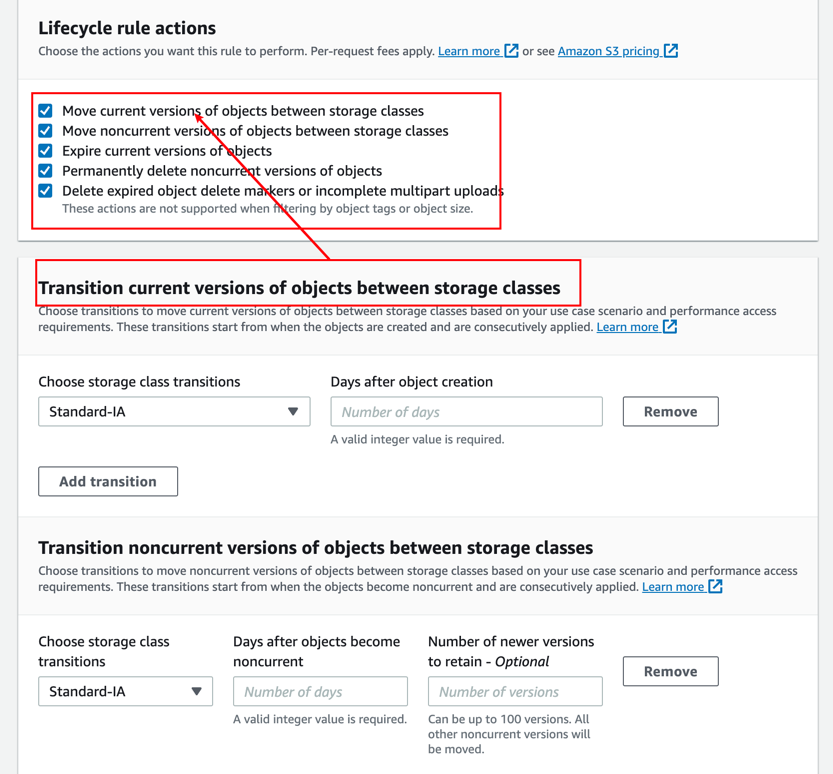 Lifecycle rule actions
Choose the actions you want this rule to perform. Per-request fees apply. Learn more or see Amazon S3 pricing
Move current versions of objects between storage classes
Move noncurrent versions of objects between storage classes
Expire current versions of objects
Permanently delete noncurrent versions of objects
Delete expired object delete markers or incomplete multipart uploads
These actions are not supported when filtering by object tags or object size.
Transition current versions of objects between storage classes
Choose transitions to move current versions of objects between storage classes based on your use case scenario and performance access
requirements. These transitions start from when the objects are created and are consecutively applied. Learn more
Choose storage class transitions
Days after object creation
Standard-IA
Number of days
Remove
A valid integer value is required.
Add transition
Transition noncurrent versions of objects between storage classes
Choose transitions to move noncurrent versions of objects between storage classes based on your use case scenario and performance access
requirements. These transitions start from when the objects become noncurrent and are consecutively applied. Learn more
Choose storage class
transitions
Days after objects become
noncurrent
Number of newer versions
to retain - Optional
Remove
Standard-IA
Number of days
Number of versions
A valid integer value is required.
Can be up to 100 versions. All
other noncurrent versions will
be moved.